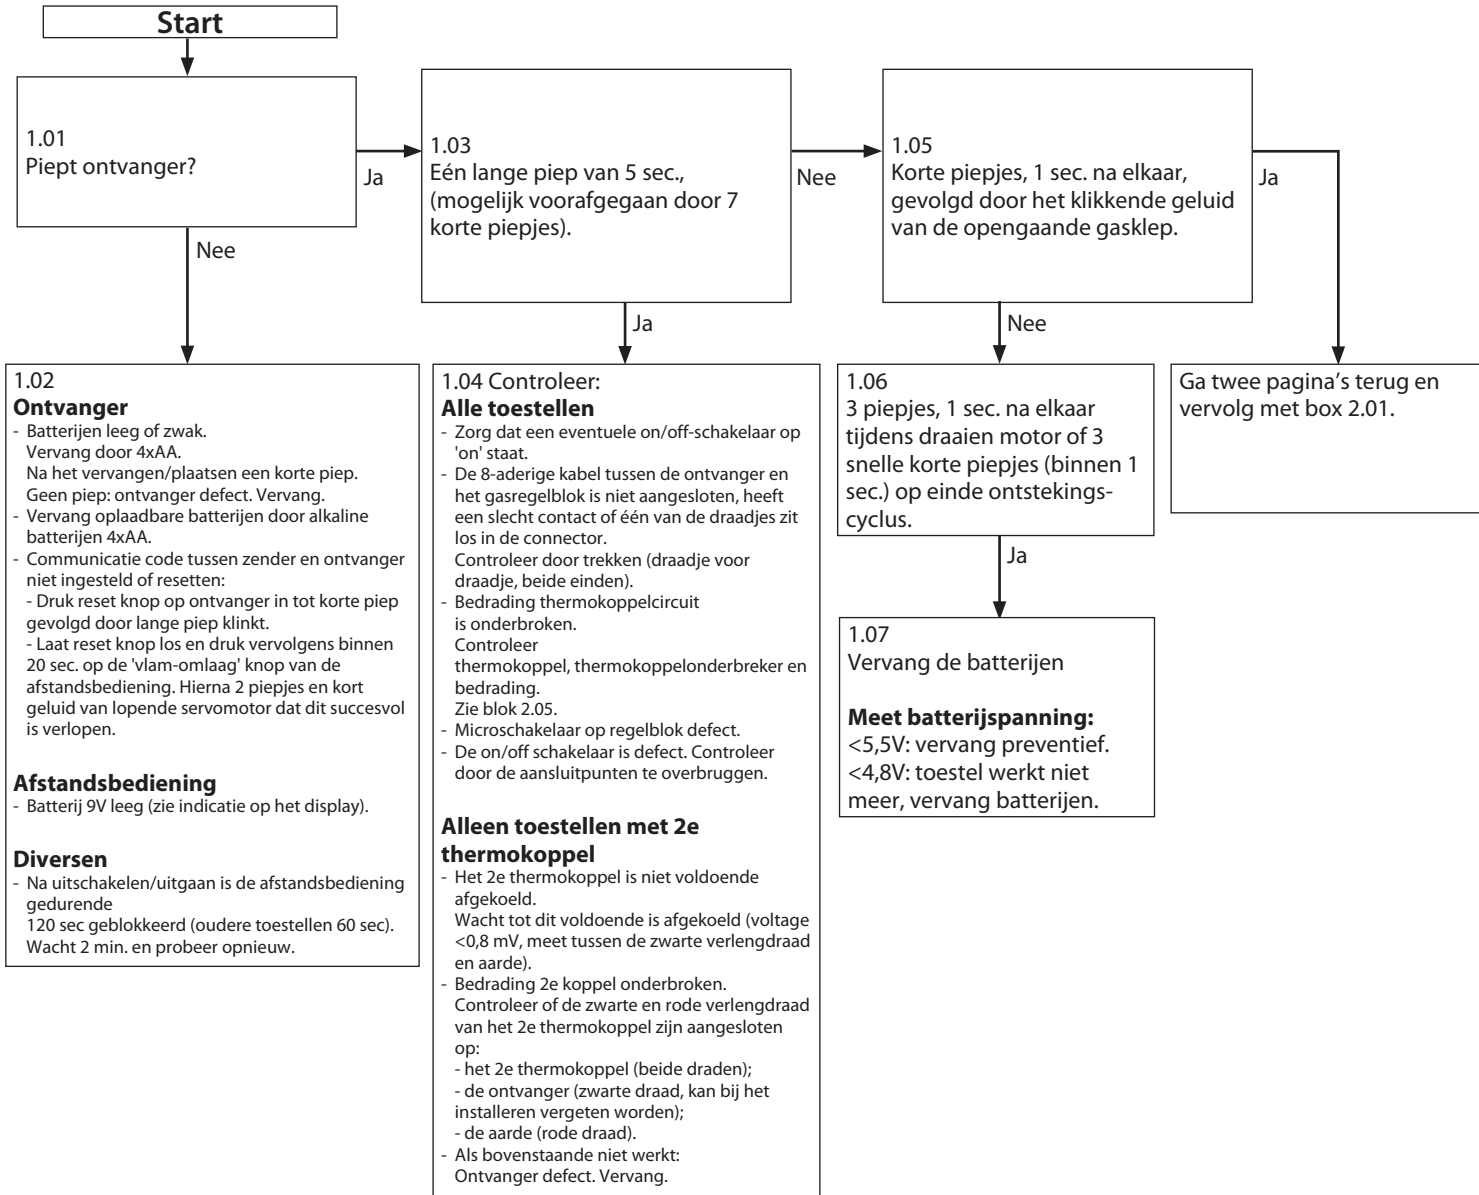 Start
1.01
Piept ontvanger?
Ja
Nee
1.03
Eén lange piep van 5 sec.,
(mogelijk voorafgegaan door 7
korte piepjes).
Nee
Ja
1.05
Korte piepjes, 1 sec. na elkaar,
gevolgd door het klikkende geluid
van de opengaande gasklep.
Ja
Nee
1.02
Ontvanger
- Batterijen leeg of zwak.
Vervang door 4xAA.
Na het vervangen/plaatsen een korte piep.
Geen piep: ontvanger defect. Vervang.
- Vervang oplaadbare batterijen door alkaline
batterijen 4xAA.
- Communicatie code tussen zender en ontvanger
niet ingesteld of resetten:
- Druk reset knop op ontvanger in tot korte piep
gevolgd door lange piep klinkt.
- Laat reset knop los en druk vervolgens binnen
20 sec. op de 'vlam-omlaag' knop van de
afstandsbediening. Hierna 2 piepjes en kort
geluid van lopende servomotor dat dit succesvol
is verlopen.
Afstandsbediening
- Batterij 9V leeg (zie indicatie op het display).
Diversen
- Na uitschakelen/uitgaan is de afstandsbediening
gedurende
120 sec geblokkeerd (oudere toestellen 60 sec).
Wacht 2 min. en probeer opnieuw.
1.04 Controleer:
Alle toestellen
- Zorg dat een eventuele on/off-schakelaar op
'on' staat.
- De 8-aderige kabel tussen de ontvanger en
het gasregelblok is niet aangesloten, heeft
een slecht contact of één van de draadjes zit
los in de connector.
Controleer door trekken (draadje voor
draadje, beide einden).
- Bedrading thermokoppelcircuit
is onderbroken.
Controleer
thermokoppel, thermokoppelonderbreker en
bedrading.
Zie blok 2.05.
- Microschakelaar op regelblok defect.
- De on/off schakelaar is defect. Controleer
door de aansluitpunten te overbruggen.
Alleen toestellen met 2e
thermokoppel
- Het 2e thermokoppel is niet voldoende
afgekoeld.
Wacht tot dit voldoende is afgekoeld (voltage
<0,8 mV, meet tussen de zwarte verlengdraad
en aarde).
- Bedrading 2e koppel onderbroken.
Controleer of de zwarte en rode verlengdraad
van het 2e thermokoppel zijn aangesloten
op:
- het 2e thermokoppel (beide draden);
- de ontvanger (zwarte draad, kan bij het
installeren vergeten worden);
- de aarde (rode draad).
- Als bovenstaande niet werkt:
Ontvanger defect. Vervang.
1.06
3 piepjes, 1 sec. na elkaar
tijdens draaien motor of 3
snelle korte piepjes (binnen 1
sec.) op einde ontstekings-
cyclus.
Ja
1.07
Vervang de batterijen
Meet batterijspanning:
<5,5V: vervang preventief.
<4,8V: toestel werkt niet
meer, vervang batterijen.
Ga twee pagina's terug en
vervolg met box 2.01.